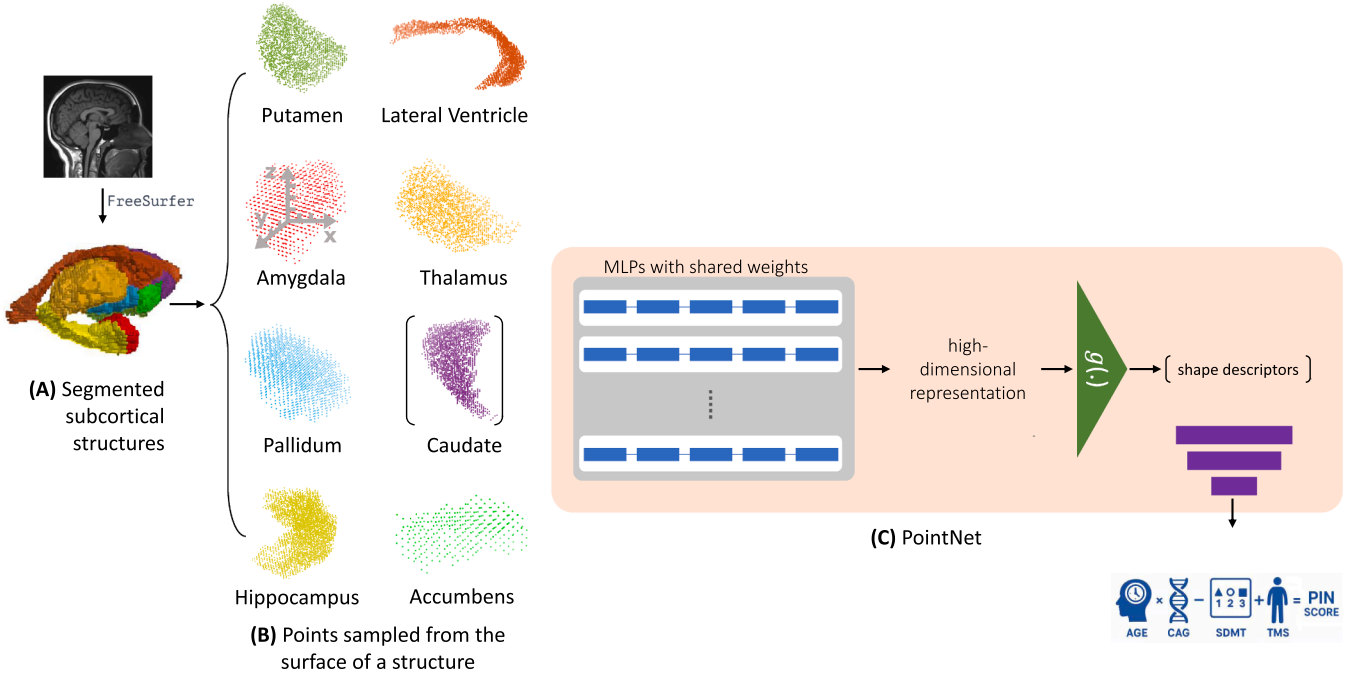 FreeSurfer
(A) Segmented
subcortical
structures
Putamen
Lateral Ventricle
z
y
x
Amygdala
Thalamus
Pallidum
Caudate
Hippocampus
Accumbens
(B) Points sampled from the
surface of a structure
MLPs with shared weights
high-
dimensional
representation
g(.)
shape descriptors
(C) PointNet
1 2 3
× − + = PIN
SCORE
AGE CAG SDMT TMS